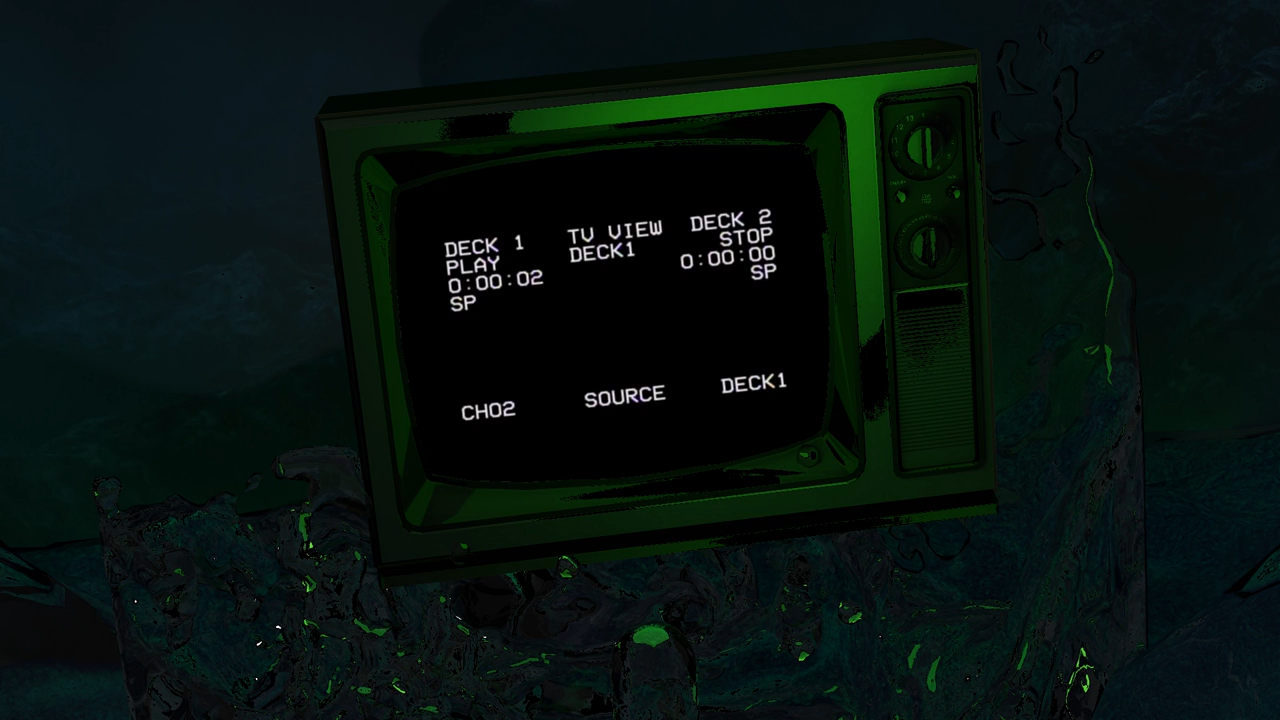 DECK 1
PLAY
0:00:02
SP
TV VIEW
DECK1
DECK 2
STOP
0:00:00
SP
CH02
SOURCE
DECK1